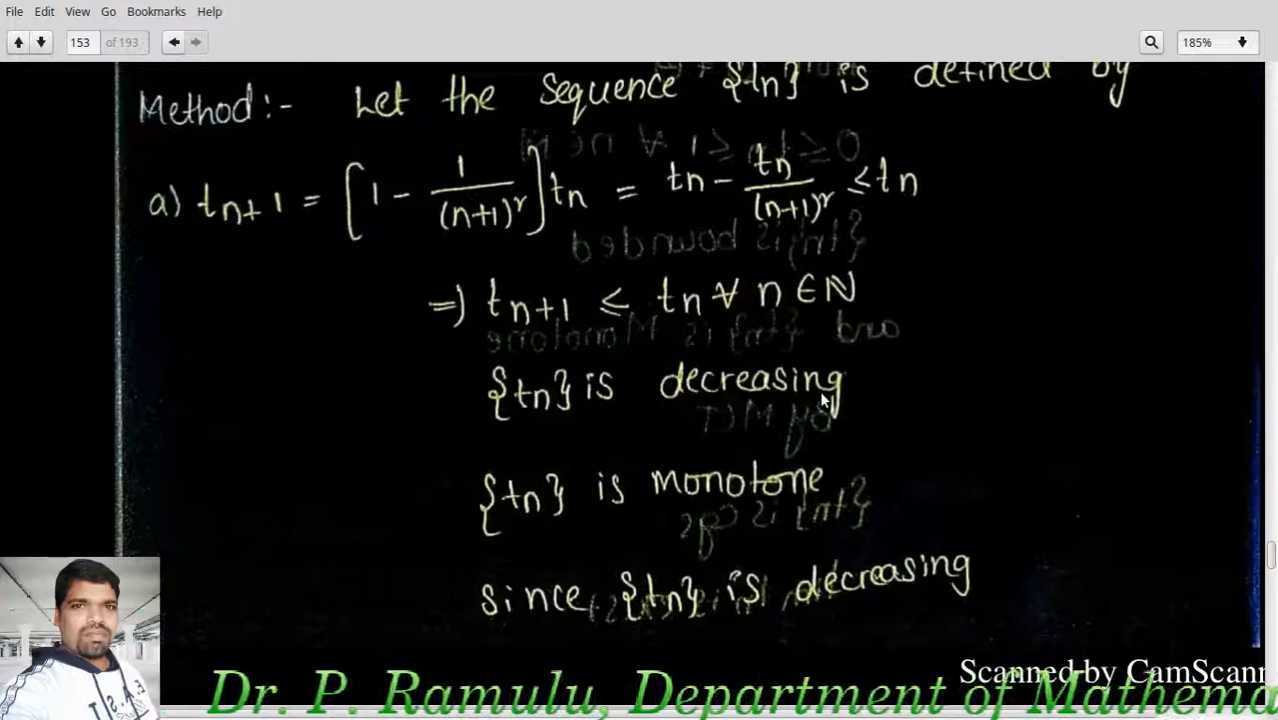 File Edit View Go Bookmarks Help
153 of 193 185%
Method:- Let the Sequence {tn} is defined by
a) tn+1 = [1 - 1/(n+1)²] tn = tn - tn/(n+1)² ≤ tn
=) tn+1 ≤ tn ∀ n ∈ ℕ
{tn} is decreasing
{tn} is monotone
since {tn} is decreasing
Scanned by CamScann
Dr. P. Ramulu, Department of Mathema